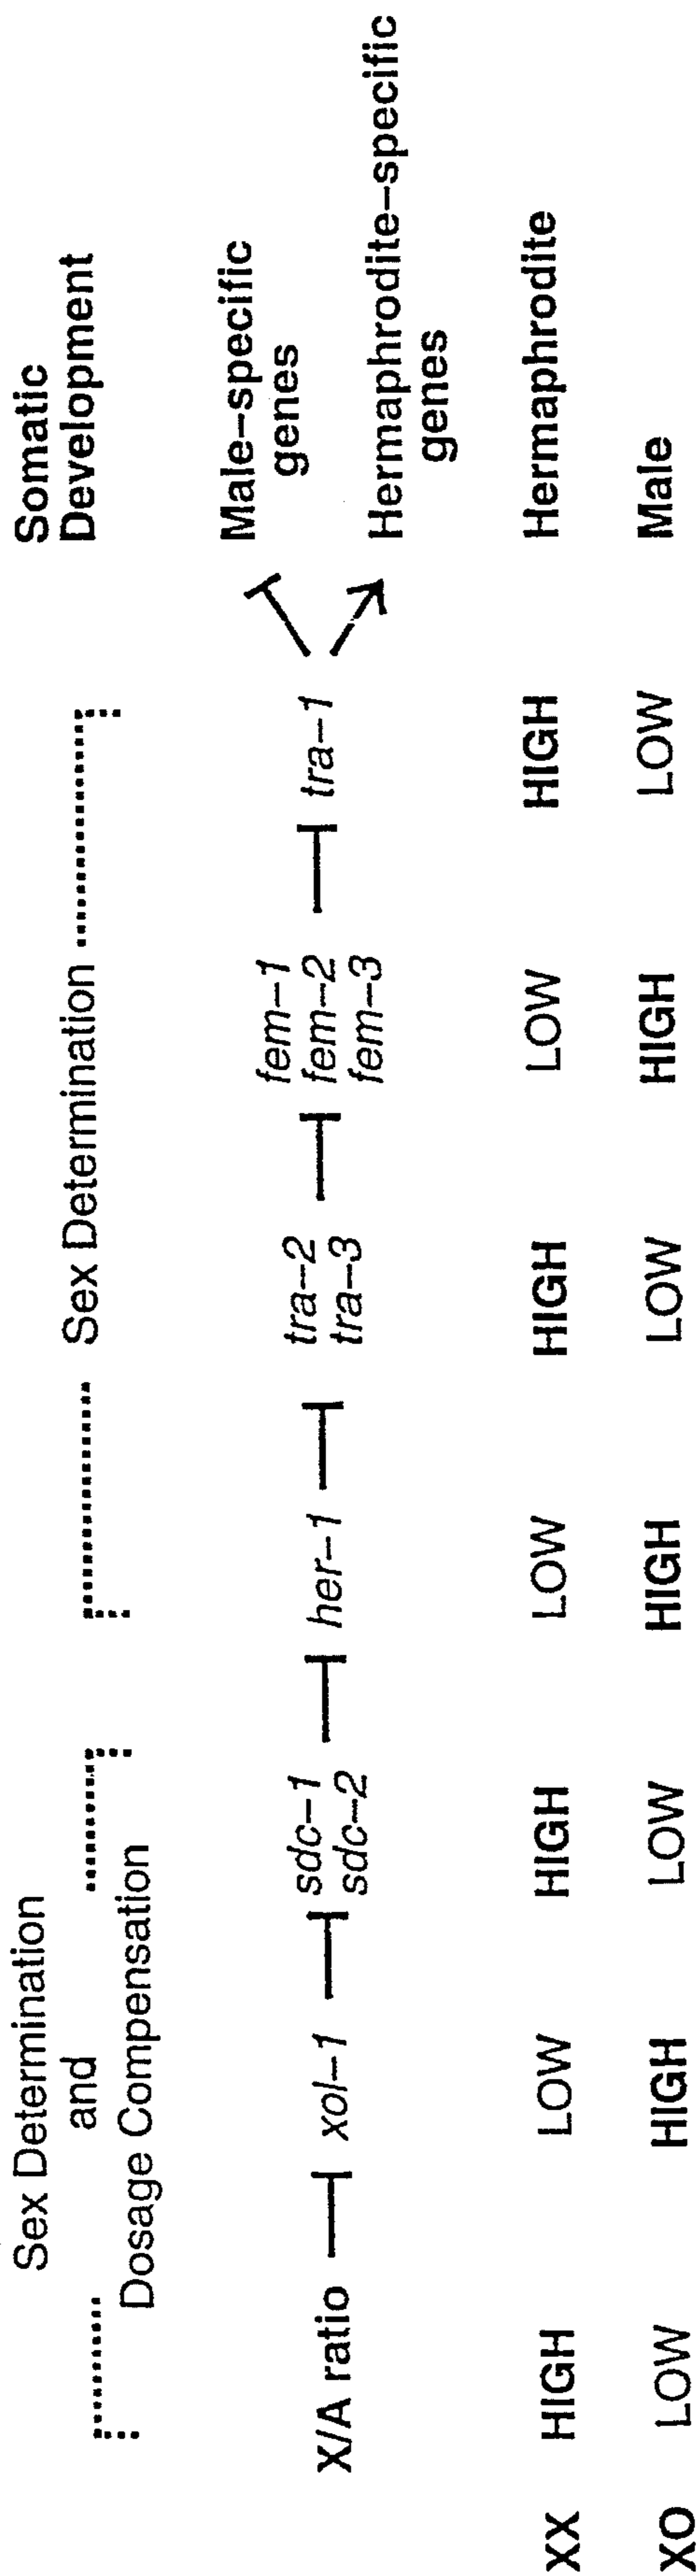 Sex Determination
and
Dosage Compensation
Sex Determination
Somatic
Development
X/A ratio
xol-1
sdc-1
sdc-2
her-1
tra-2
tra-3
fem-1
fem-2
fem-3
tra-1
Male-specific
genes
Hermaphrodite-specific
genes
XX HIGH LOW HIGH LOW HIGH LOW HIGH Hermaphrodite
XO LOW HIGH LOW HIGH LOW HIGH LOW Male